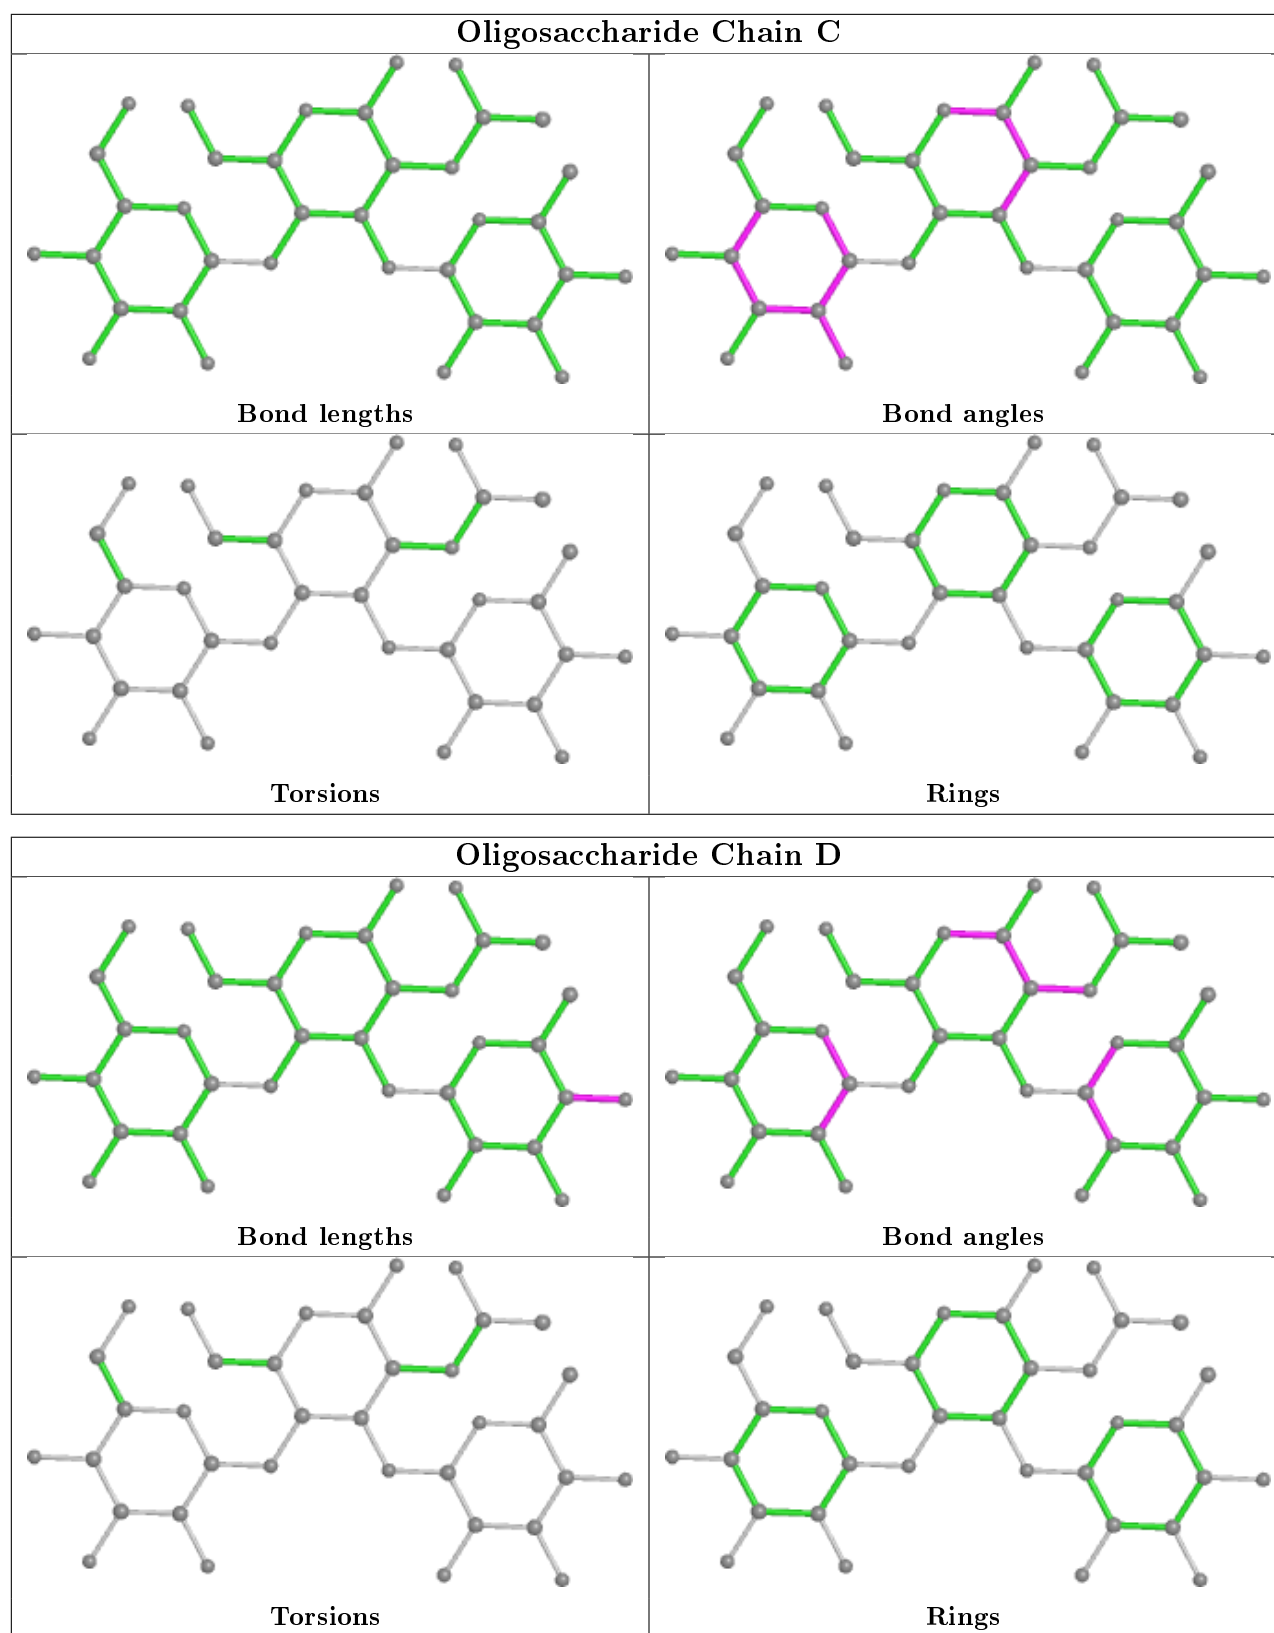 Oligosaccharide Chain C
Bond lengths
Bond angles
Torsions
Rings
Oligosaccharide Chain D
Bond lengths
Bond angles
Torsions
Rings